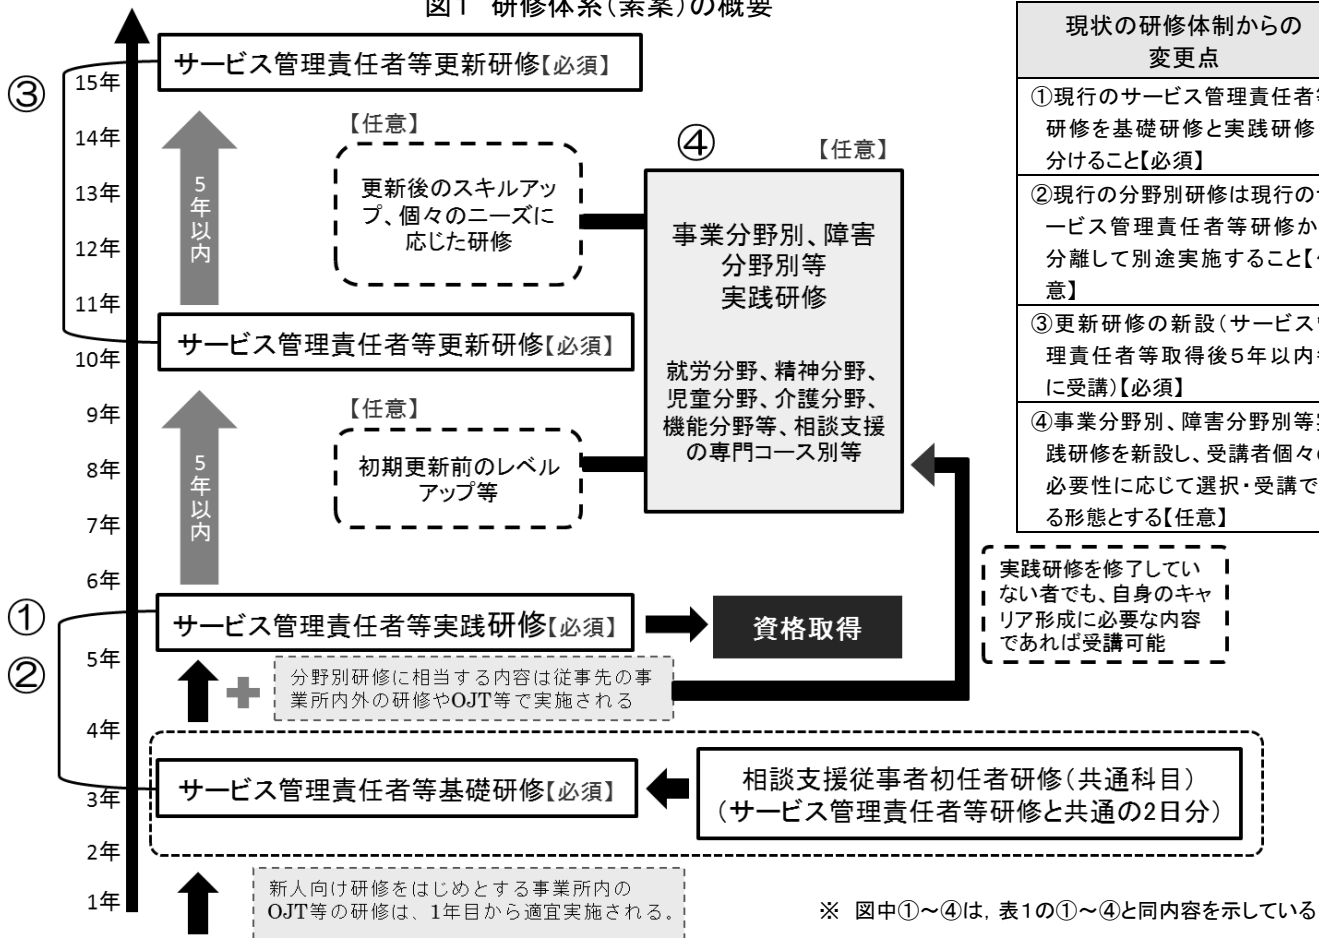 図1 研修体系(素案)の概要
サービス管理責任者等更新研修【必須】
③
15年
14年
13年
12年
11年
10年
9年
8年
7年
6年
5年
4年
3年
2年
1年
5年以内
【任意】
更新後のスキルアッ
プ、個々のニーズに
応じた研修
④
【任意】
事業分野別、障害
分野別等
実践研修
就労分野、精神分野、
児童分野、介護分野、
機能分野等、相談支援
の専門コース別等
サービス管理責任者等更新研修【必須】
5年以内
【任意】
初期更新前のレベル
アップ等
①
②
サービス管理責任者等実践研修【必須】
資格取得
実践研修を修了してい
ない者でも、自身のキャ
リア形成に必要な内容
であれば受講可能
分野別研修に相当する内容は従事先の事
業所内外の研修やOJT等で実施される
サービス管理責任者等基礎研修【必須】
相談支援従事者初任者研修(共通科目)
(サービス管理責任者等研修と共通の2日分)
新人向け研修をはじめとする事業所内の
OJT等の研修は、1年目から適宜実施される。
現状の研修体制からの
変更点
①現行のサービス管理責任者
研修を基礎研修と実践研修
分けること【必須】
②現行の分野別研修は現行の
ービス管理責任者等研修か
分離して別途実施すること【
意】
③更新研修の新設(サービス
理責任者等取得後5年以内
に受講)【必須】
④事業分野別、障害分野別等
践研修を新設し、受講者個々
必要性に応じて選択・受講で
る形態とする【任意】
※ 図中①~④は,表1の①~④と同内容を示している